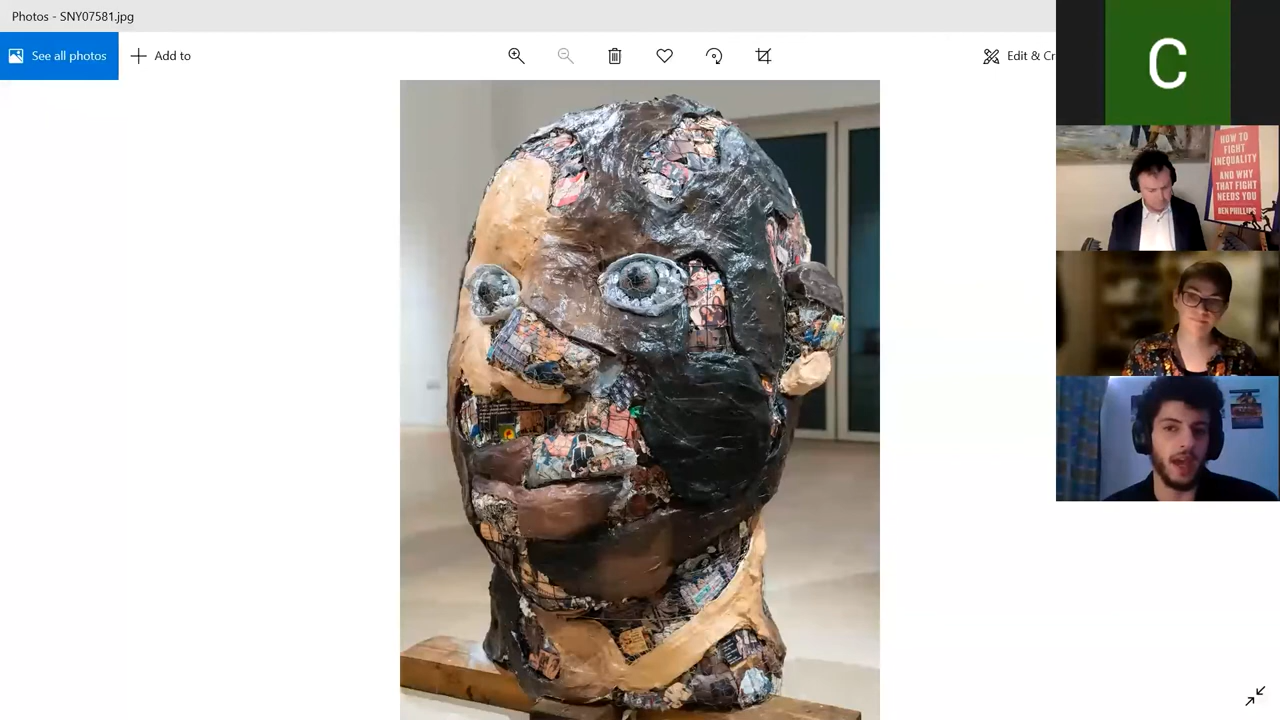 Photos - SNY07581.jpg
See all photos
Add to
Edit & Cr
C
HOW TO
FIGHT
INEQUALITY
AND WHY
THAT FIGHT
NEEDS YOU
BEN PHILLIPS